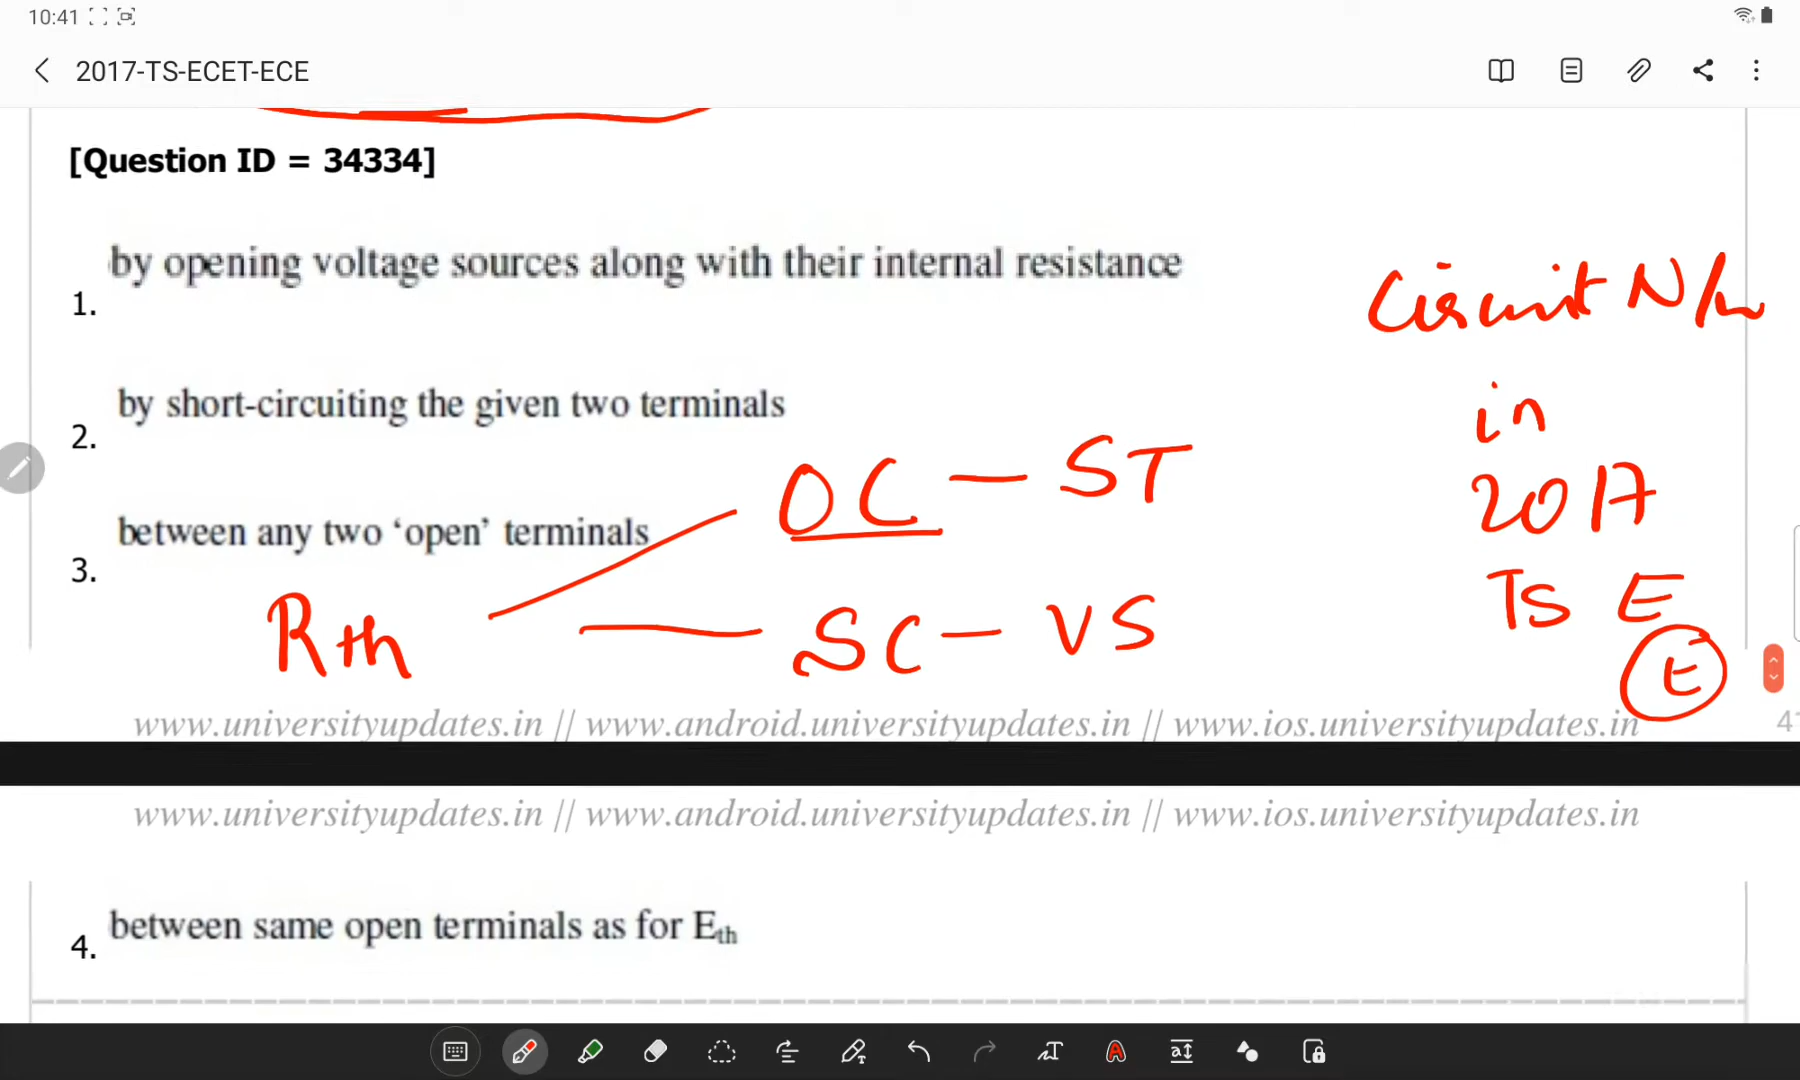 10:41
2017-TS-ECET-ECE
[Question ID = 34334]
by opening voltage sources along with their internal resistance
1.
Circuit N/w
by short-circuiting the given two terminals
2.
in
OC — ST
2017
between any two ‘open’ terminals
3.
TS E
Rth
SC — VS
E
www.universityupdates.in || www.android.universityupdates.in || www.ios.universityupdates.in
www.universityupdates.in || www.android.universityupdates.in || www.ios.universityupdates.in
between same open terminals as for Eth
4.